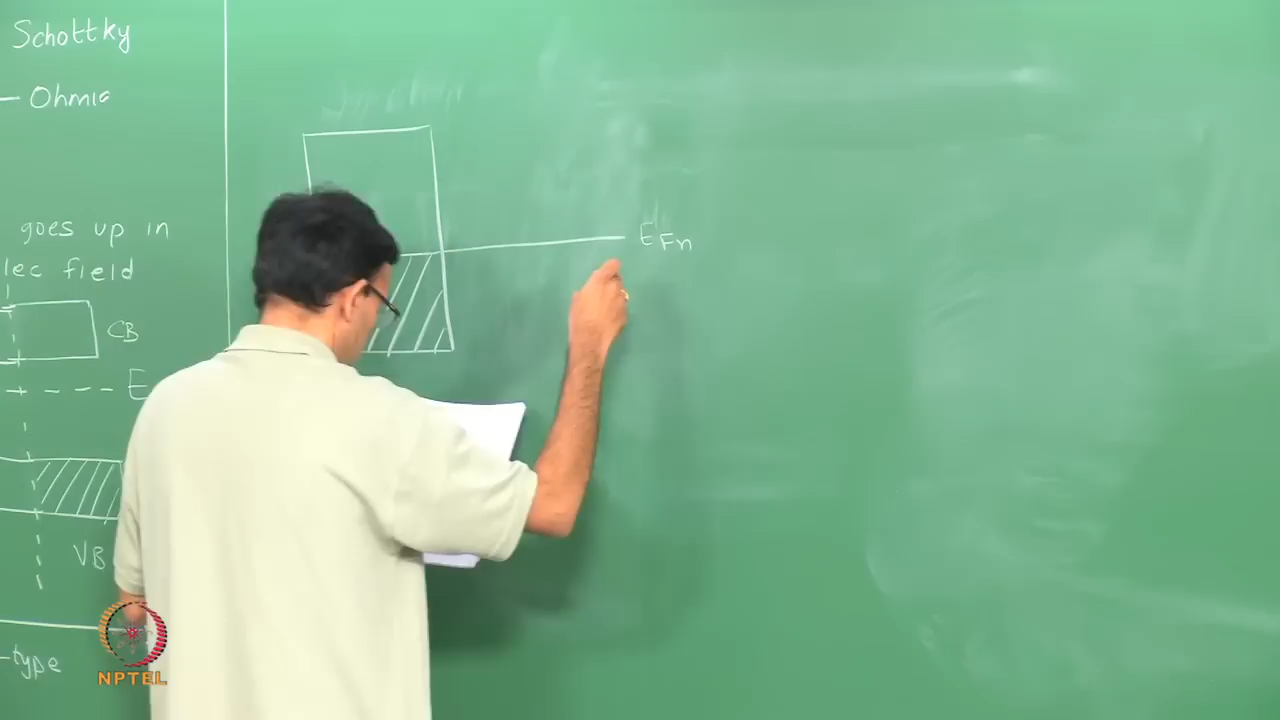 Schottky
Ohmic
goes up in
lec field
CB
E
VB
type
EFn
NPTEL